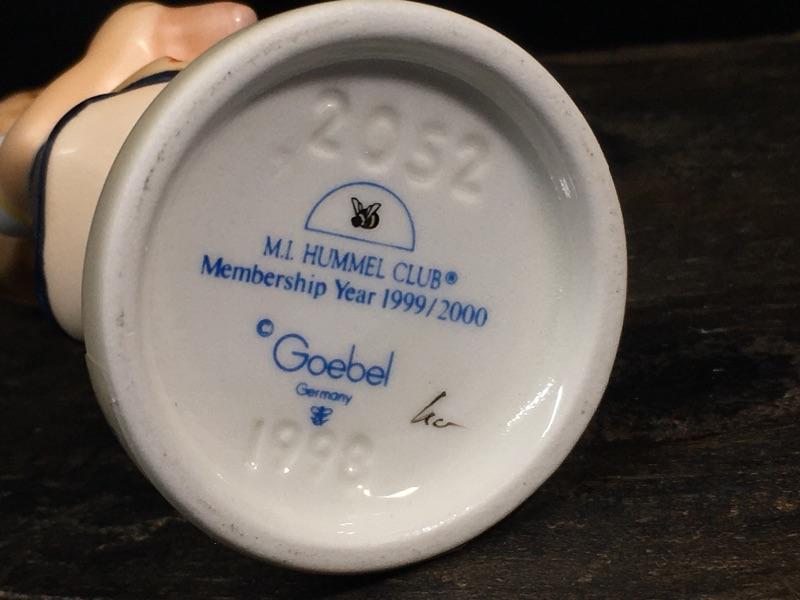 2052
M.I. HUMMEL CLUB®
Membership Year 1999/2000
© Goebel
Germany
1998